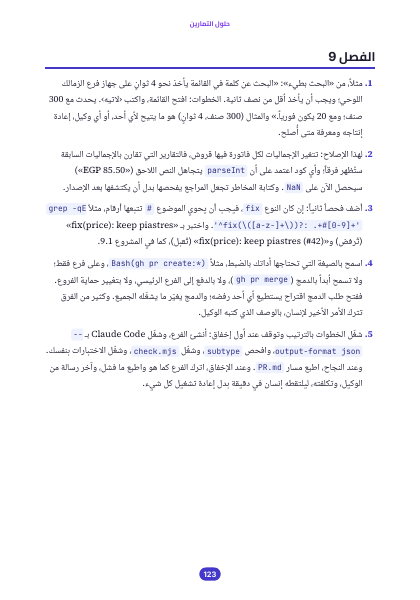 حلول التمارين
الفصل 9
1. مثلاً، من «البحث بطيء»: «البحث عن كلمة في القائمة يأخذ نحو 4 ثوانٍ على جهاز فرع الزمالك
اللوحي؛ ويجب أن يأخذ أقل من نصف ثانية. الخطوات: افتح القائمة، واكتب ‹لاتيه›. يحدث مع 300
صنف؛ ومع 20 يكون فورياً.» والمثال (300 صنف، 4 ثوانٍ) هو ما يتيح لأي أحد، أو أي وكيل، إعادة
إنتاجه ومعرفة متى أُصلح.
2. لهذا الإصلاح: تتغير الإجماليات لكل فاتورة فيها قروش، فالتقارير التي تقارن بالإجماليات السابقة
ستُظهر فرقاً؛ وأي كود اعتمد على أن parseInt يتجاهل النص اللاحق («EGP 85.50»)
سيحصل الآن على NaN. وكتابة المخاطر تجعل المراجع يفحصها بدل أن يكتشفها بعد الإصدار.
3. أضف فحصاً ثانياً: إن كان النوع fix، فيجب أن يحوي الموضوع # تتبعها أرقام، مثلاً grep -qE
'^fix(\([a-z-]+\))?: .+#[0-9]+'. واختبر بـ «fix(price): keep piastres»
(تُرفض) و«fix(price): keep piastres (#42)» (تُقبل)، كما في المشروع 9.1.
4. اسمح بالصيغة التي تحتاجها أداتك بالضبط، مثلاً Bash(gh pr create:*)، وعلى فرع فقط؛
ولا تسمح أبداً بالدمج (gh pr merge)، ولا بالدفع إلى الفرع الرئيسي، ولا بتغيير حماية الفروع.
ففتح طلب الدمج اقتراح يستطيع أي أحد رفضه؛ والدمج يغيّر ما يشغّله الجميع. وكثير من الفرق
تترك الأمر الأخير لإنسان، بالوصف الذي كتبه الوكيل.
5. شغّل الخطوات بالترتيب وتوقف عند أول إخفاق: أنشئ الفرع، وشغّل Claude Code بـ --
output-format json، وافحص subtype، وشغّل check.mjs، وشغّل الاختبارات بنفسك.
وعند النجاح، اطبع مسار PR.md. وعند الإخفاق، اترك الفرع كما هو واطبع ما فشل، وآخر رسالة من
الوكيل، وتكلفته، ليلتقطه إنسان في دقيقة بدل إعادة تشغيل كل شيء.
123